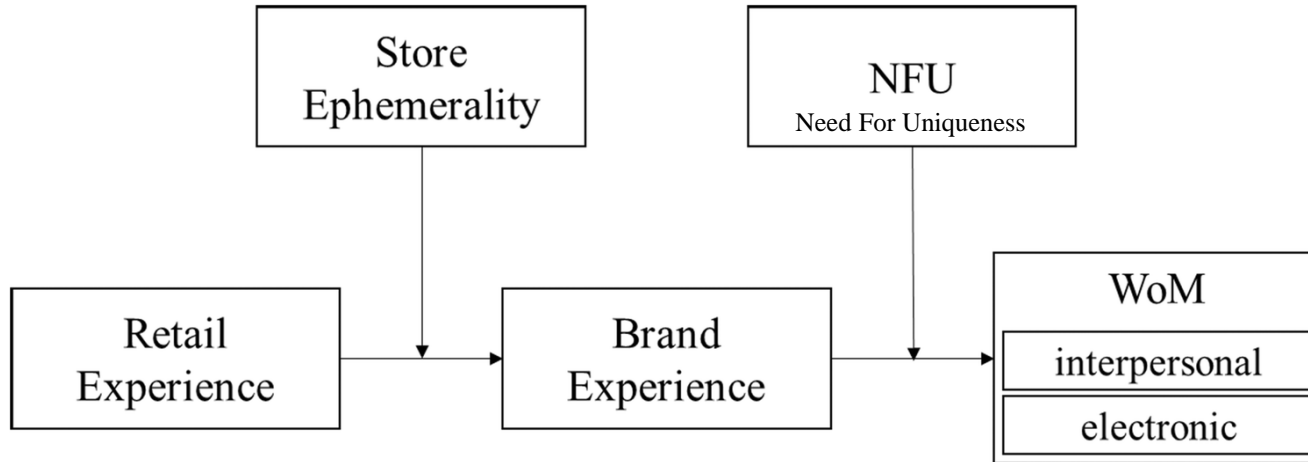 Store
Ephemerality
NFU
Need For Uniqueness
Retail
Experience
Brand
Experience
WoM
interpersonal
electronic